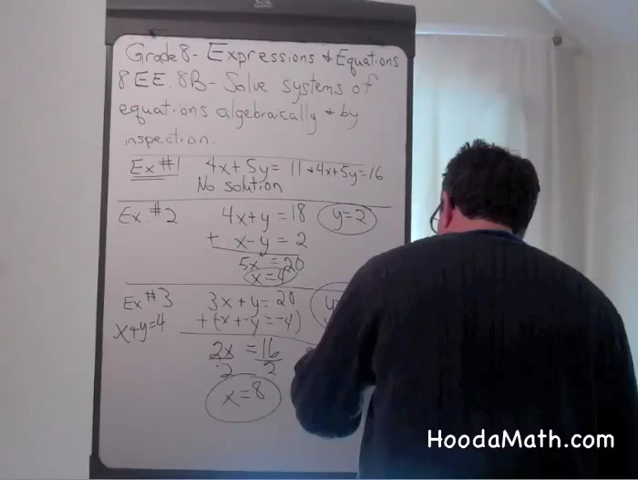 Grade 8 - Expressions & Equations
8 EE. 8B - Solve systems of
equations algebraically & by
inspection.
Ex #1 4x + 5y = 11 + 4x + 5y = 16
No solution
Ex. #2 4x + y = 18 y = 2
+ x - y = 2
5x = 20
x = 4
Ex #3 3x + y = 20
x + y = 4 + (-x + -y = -4)
2x = 16
2 2
x = 8
HoodaMath.com